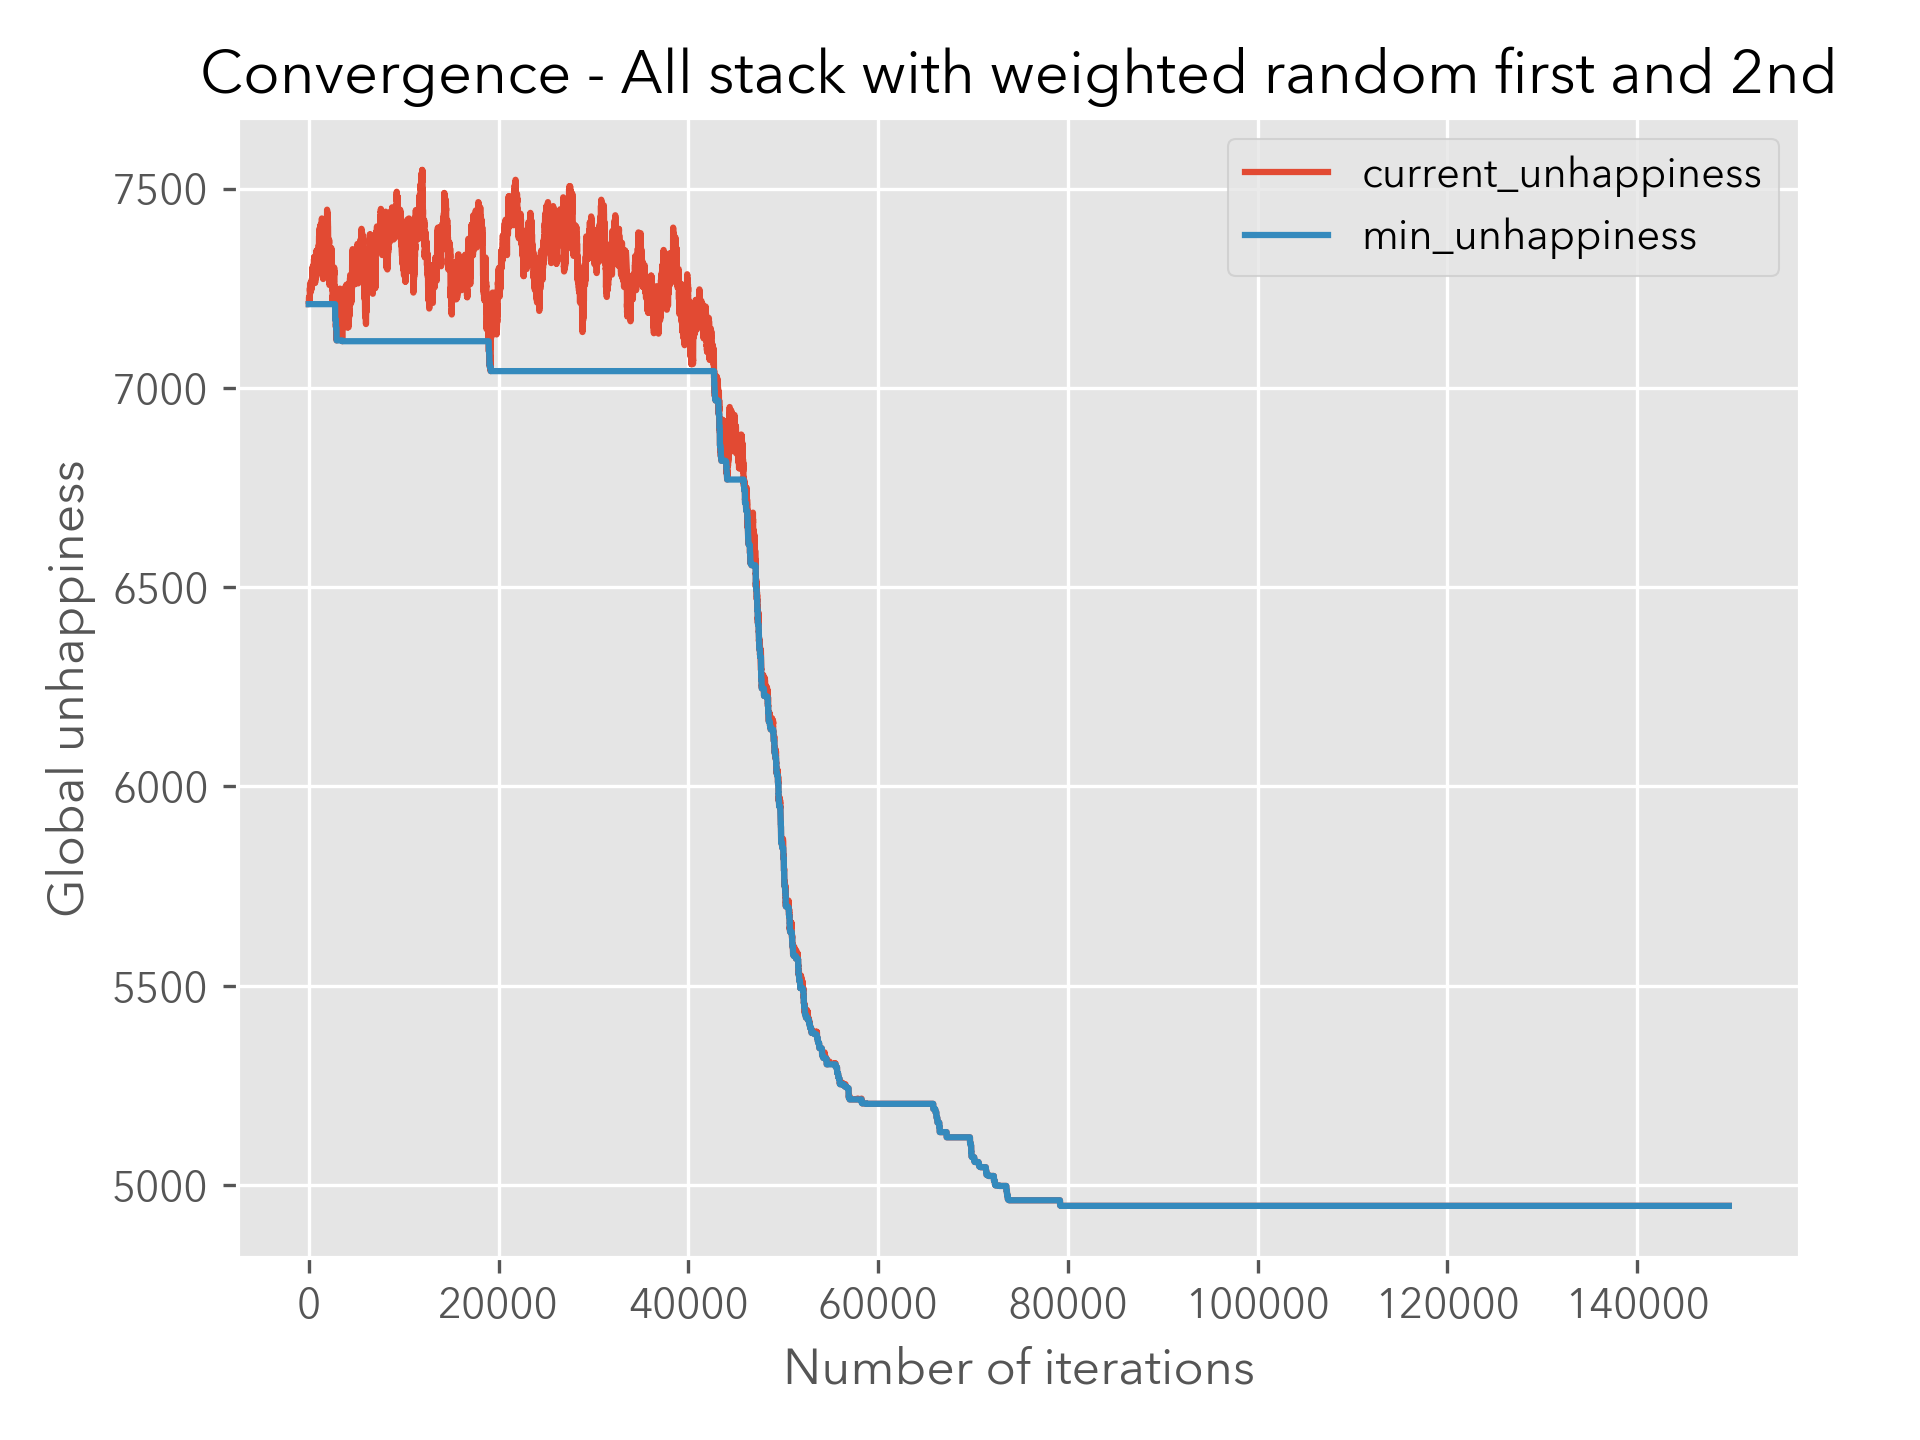 Convergence - All stack with weighted random first and 2nd
current_unhappiness
min_unhappiness
Global unhappiness
7500
7000
6500
6000
5500
5000
0 20000 40000 60000 80000 100000 120000 140000
Number of iterations